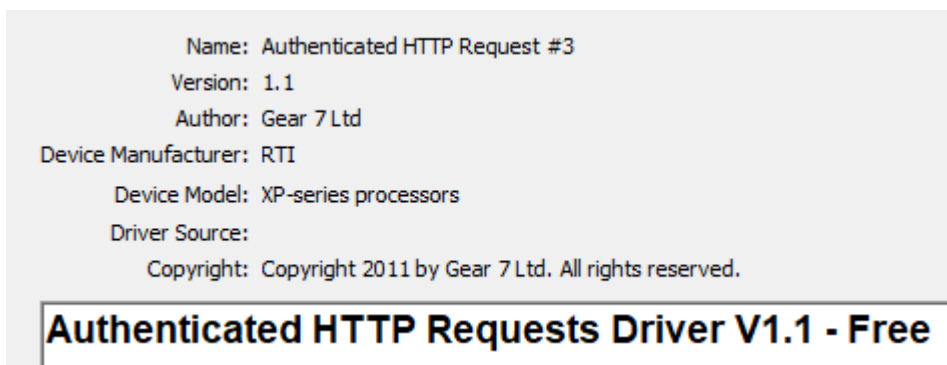 Name: Authenticated HTTP Request #3
Version: 1.1
Author: Gear 7 Ltd
Device Manufacturer: RTI
Device Model: XP-series processors
Driver Source:
Copyright: Copyright 2011 by Gear 7 Ltd. All rights reserved.
Authenticated HTTP Requests Driver V1.1 - Free